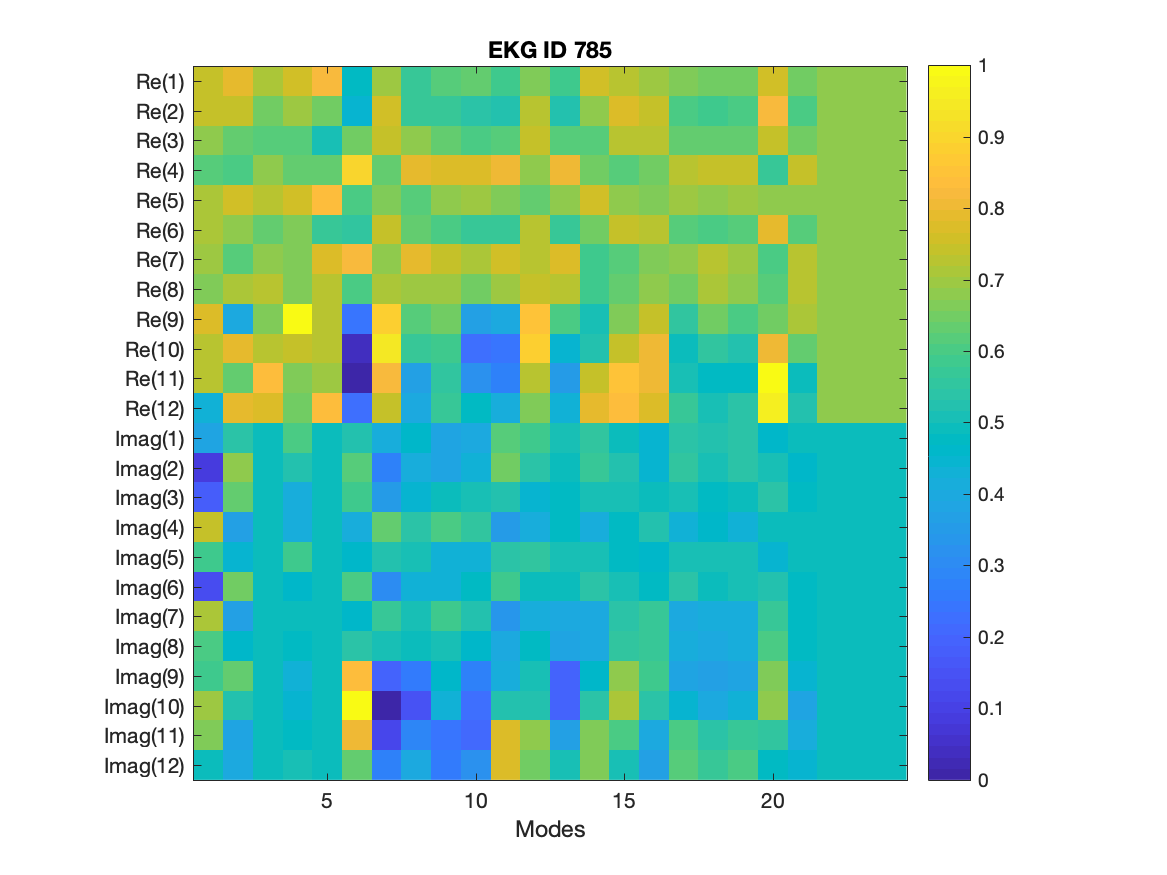 EKG ID 785
Re(1)
Re(2)
Re(3)
Re(4)
Re(5)
Re(6)
Re(7)
Re(8)
Re(9)
Re(10)
Re(11)
Re(12)
Imag(1)
Imag(2)
Imag(3)
Imag(4)
Imag(5)
Imag(6)
Imag(7)
Imag(8)
Imag(9)
Imag(10)
Imag(11)
Imag(12)
5 10 15 20
Modes
1
0.9
0.8
0.7
0.6
0.5
0.4
0.3
0.2
0.1
0